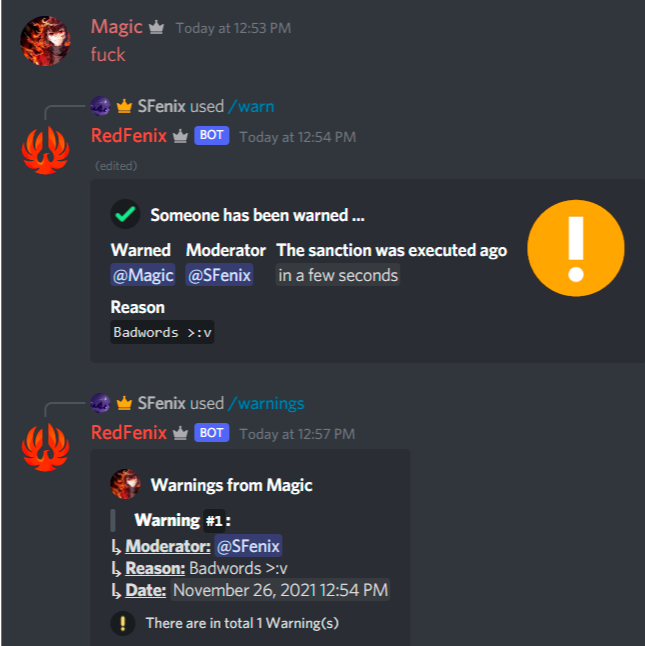 Magic Today at 12:53 PM
fuck
SFenix used /warn
RedFenix BOT Today at 12:54 PM
(edited)
Someone has been warned ...
Warned Moderator The sanction was executed ago
@Magic @SFenix in a few seconds
Reason
Badwords >:v
SFenix used /warnings
RedFenix BOT Today at 12:57 PM
Warnings from Magic
Warning #1:
↳ Moderator: @SFenix
↳ Reason: Badwords >:v
↳ Date: November 26, 2021 12:54 PM
There are in total 1 Warning(s)